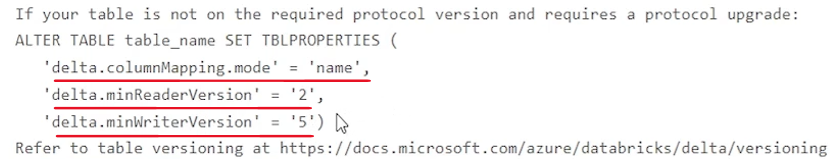 If your table is not on the required protocol version and requires a protocol upgrade:
ALTER TABLE table_name SET TBLPROPERTIES (
'delta.columnMapping.mode' = 'name',
'delta.minReaderVersion' = '2',
'delta.minWriterVersion' = '5')
Refer to table versioning at https://docs.microsoft.com/azure/databricks/delta/versioning